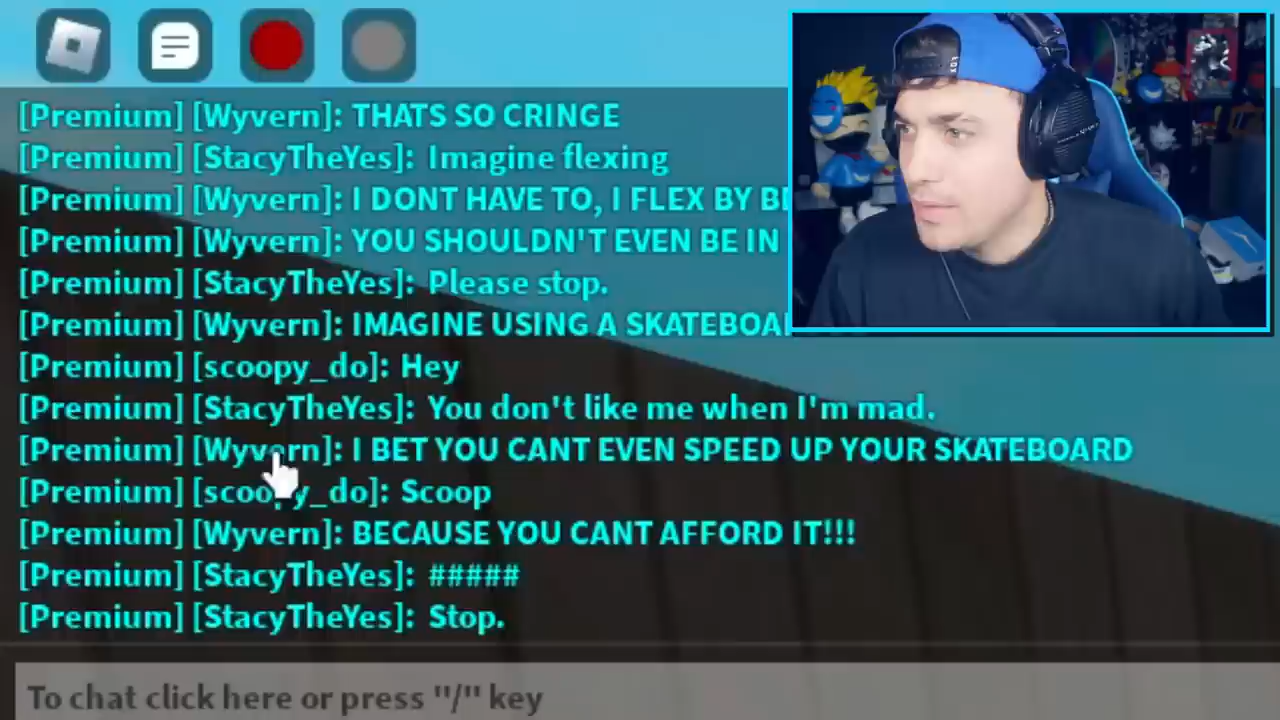 [Premium] [Wyvern]: THATS SO CRINGE
[Premium] [StacyTheYes]: Imagine flexing
[Premium] [Wyvern]: I DONT HAVE TO, I FLEX BY
[Premium] [Wyvern]: YOU SHOULDN'T EVEN BE IN
[Premium] [StacyTheYes]: Please stop.
[Premium] [Wyvern]: IMAGINE USING A
[Premium] [scoopy_do]: Hey
[Premium] [StacyTheYes]: You don't like me when I'm mad.
[Premium] [Wyvern]: I BET YOU CANT EVEN SPEED UP YOUR SKATEBOARD
[Premium] [scoopy_do]: Scoop
[Premium] [Wyvern]: BECAUSE YOU CANT AFFORD IT!!!
[Premium] [StacyTheYes]: #####
[Premium] [StacyTheYes]: Stop.
To chat click here or press "/" key